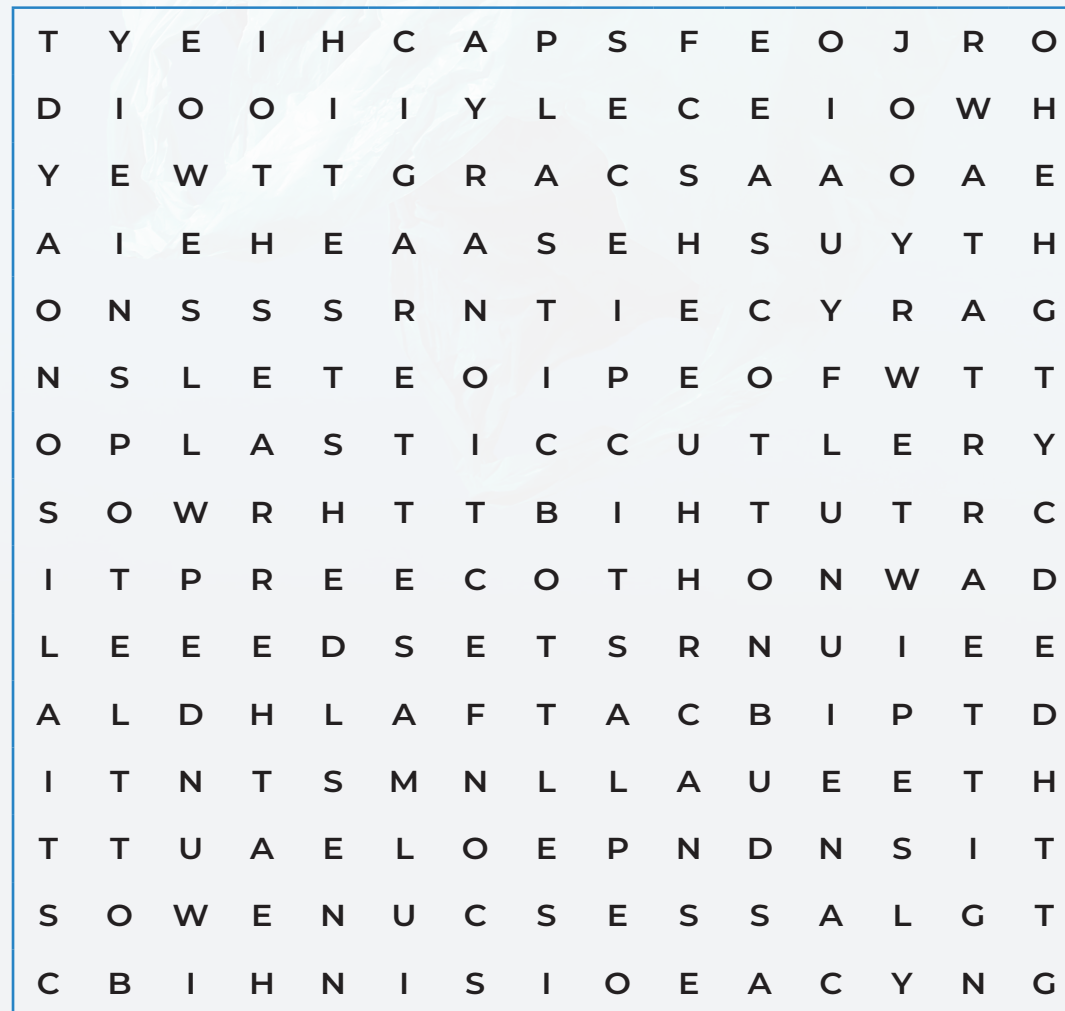 T Y E I H C A P S F E O J R O
D I O O I I Y L E C E I O W H
Y E W T T G R A C S A A O A E
A I E H E A A S E H S U Y T H
O N S S S R N T I E C Y R A G
N S L E T E O I P E O F W T T
O P L A S T I C C U T L E R Y
S O W R H T T B I H T U T R C
I T P R E E C O T H O N W A D
L E E E D S E T S R N U I E E
A L D H L A F T A C B I P T D
I T N T S M N L L A U E E T H
T T U A E L O E P N D N S I T
S O W E N U C S E S S A L G T
C B I H N I S I O E A C Y N G